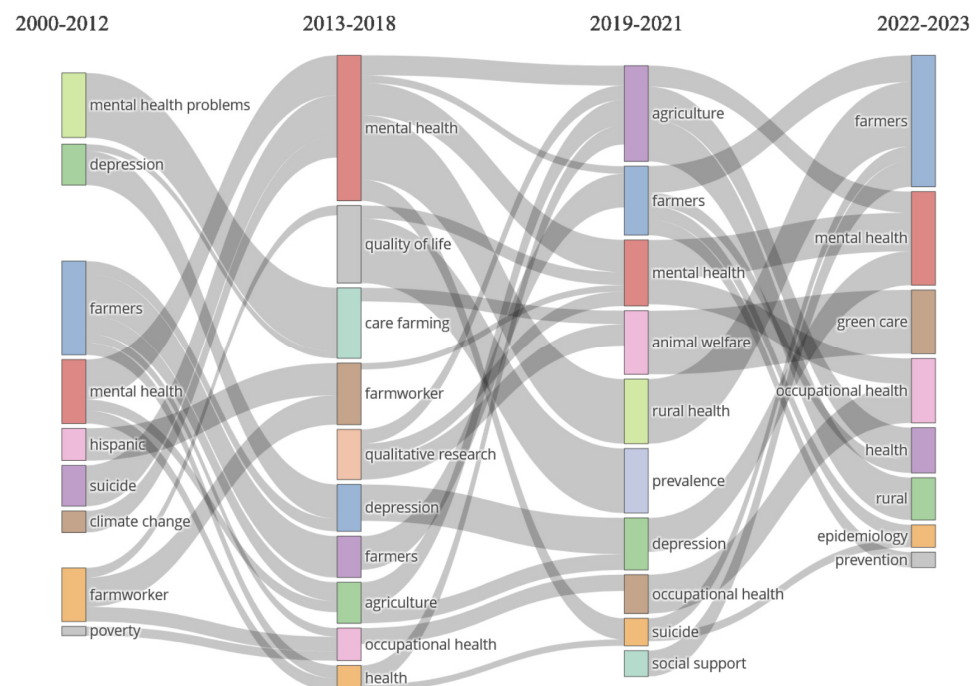 2000-2012
2013-2018
2019-2021
2022-2023
mental health problems
depression
farmers
mental health
hispanic
suicide
climate change
farmworker
poverty
mental health
quality of life
care farming
farmworker
qualitative research
depression
farmers
agriculture
occupational health
health
agriculture
farmers
mental health
animal welfare
rural health
prevalence
depression
occupational health
suicide
social support
farmers
mental health
green care
occupational health
health
rural
epidemiology
prevention